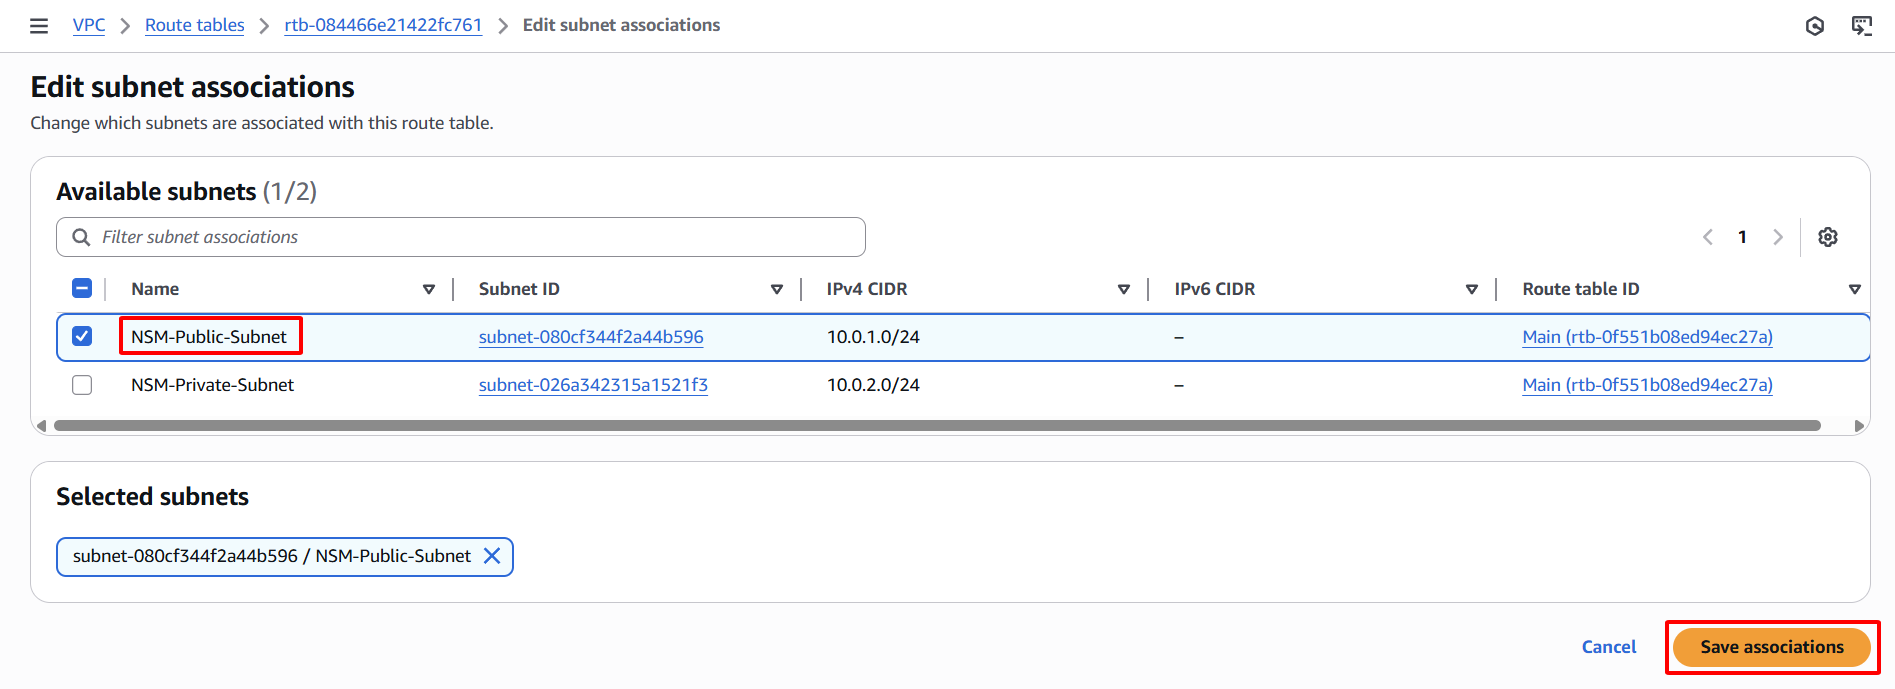 VPC > Route tables > rtb-084466e21422fc761 > Edit subnet associations
Edit subnet associations
Change which subnets are associated with this route table.
Available subnets (1/2)
Filter subnet associations
1
Name Subnet ID IPv4 CIDR IPv6 CIDR Route table ID
NSM-Public-Subnet subnet-080cf344f2a44b596 10.0.1.0/24 – Main (rtb-0f551b08ed94ec27a)
NSM-Private-Subnet subnet-026a342315a1521f3 10.0.2.0/24 – Main (rtb-0f551b08ed94ec27a)
Selected subnets
subnet-080cf344f2a44b596 / NSM-Public-Subnet
Cancel Save associations